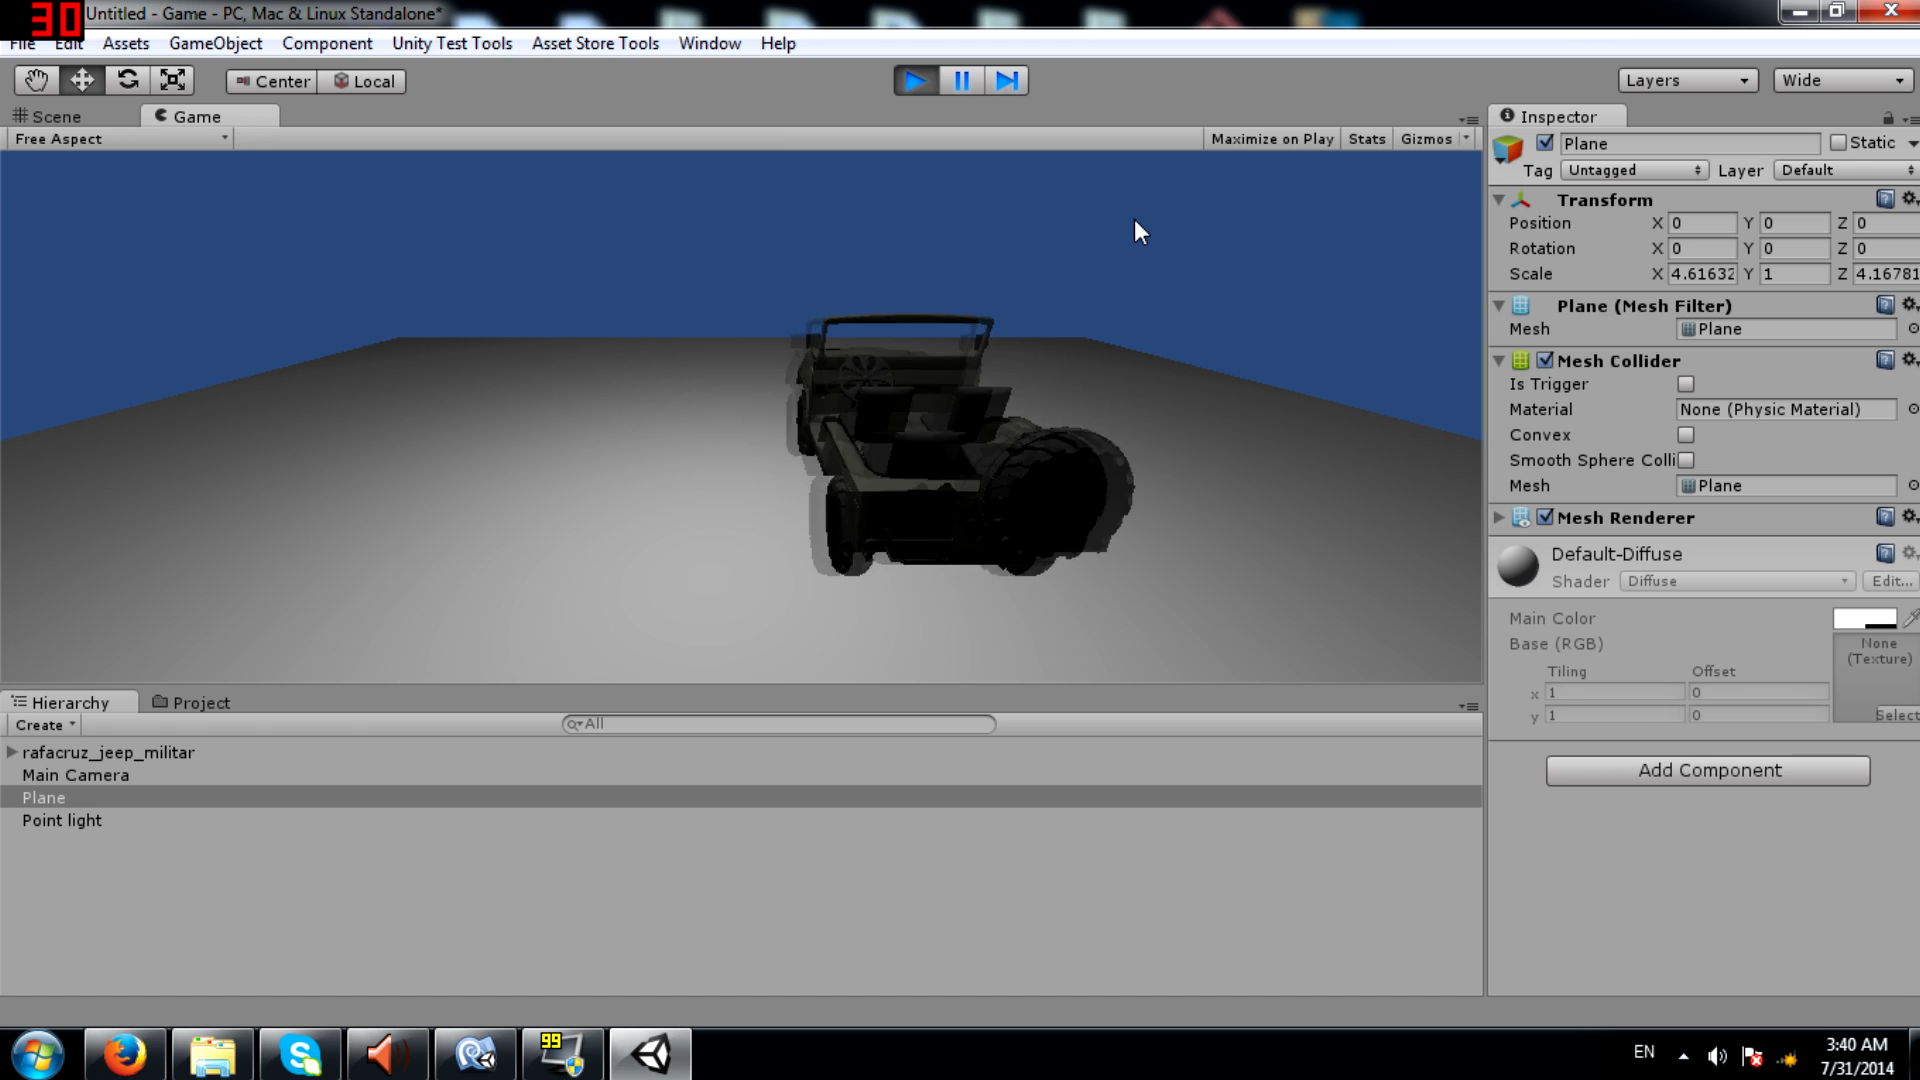 30
Untitled - Game - PC, Mac & Linux Standalone*
File Edit Assets GameObject Component Unity Test Tools Asset Store Tools Window Help
Center Local
Layers Wide
Scene Game
Free Aspect Maximize on Play Stats Gizmos
Inspector
Plane Static
Tag Untagged Layer Default
Transform
Position X 0 Y 0 Z 0
Rotation X 0 Y 0 Z 0
Scale X 4.61632 Y 1 Z 4.16781
Plane (Mesh Filter)
Mesh Plane
Mesh Collider
Is Trigger
Material None (Physic Material)
Convex
Smooth Sphere Colli
Mesh Plane
Mesh Renderer
Default-Diffuse
Shader Diffuse Edit...
Main Color
Base (RGB)
None
(Texture)
Tiling Offset
x 1 0
y 1 0
Select
Add Component
Hierarchy Project
Create All
rafacruz_jeep_militar
Main Camera
Plane
Point light
99
EN
3:40 AM
7/31/2014